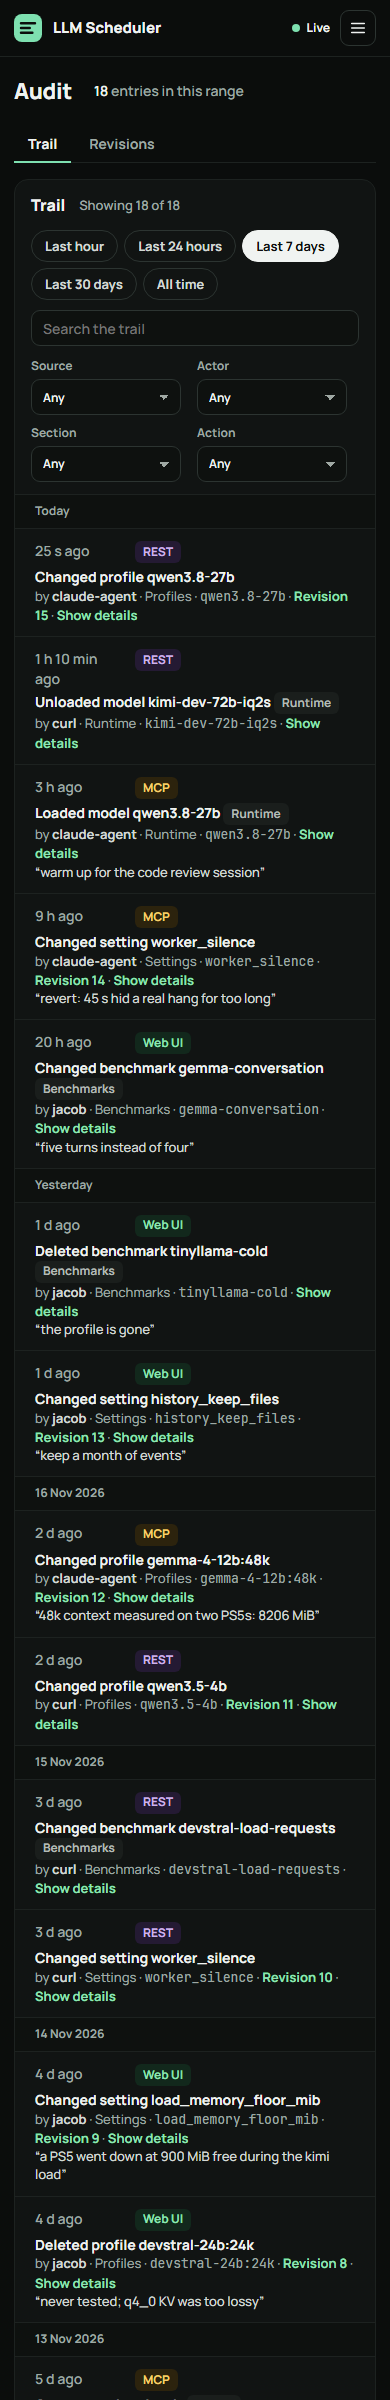 LLM Scheduler
Live
Audit 18 entries in this range
Trail Revisions
Trail Showing 18 of 18
Last hour Last 24 hours Last 7 days
Last 30 days All time
Search the trail
Source Actor
Any Any
Section Action
Any Any
Today
25 s ago REST
Changed profile qwen3.8-27b
by claude-agent · Profiles · qwen3.8-27b · Revision
15 · Show details
1 h 10 min REST
ago
Unloaded model kimi-dev-72b-iq2s Runtime
by curl · Runtime · kimi-dev-72b-iq2s · Show
details
3 h ago MCP
Loaded model qwen3.8-27b Runtime
by claude-agent · Runtime · qwen3.8-27b · Show
details
“warm up for the code review session”
9 h ago MCP
Changed setting worker_silence
by claude-agent · Settings · worker_silence ·
Revision 14 · Show details
“revert: 45 s hid a real hang for too long”
20 h ago Web UI
Changed benchmark gemma-conversation
Benchmarks
by jacob · Benchmarks · gemma-conversation ·
Show details
“five turns instead of four”
Yesterday
1 d ago Web UI
Deleted benchmark tinyllama-cold
Benchmarks
by jacob · Benchmarks · tinyllama-cold · Show
details
“the profile is gone”
1 d ago Web UI
Changed setting history_keep_files
by jacob · Settings · history_keep_files ·
Revision 13 · Show details
“keep a month of events”
16 Nov 2026
2 d ago MCP
Changed profile gemma-4-12b:48k
by claude-agent · Profiles · gemma-4-12b:48k ·
Revision 12 · Show details
“48k context measured on two PS5s: 8206 MiB”
2 d ago REST
Changed profile qwen3.5-4b
by curl · Profiles · qwen3.5-4b · Revision 11 · Show
details
15 Nov 2026
3 d ago REST
Changed benchmark devstral-load-requests
Benchmarks
by curl · Benchmarks · devstral-load-requests ·
Show details
3 d ago REST
Changed setting worker_silence
by curl · Settings · worker_silence · Revision 10 ·
Show details
14 Nov 2026
4 d ago Web UI
Changed setting load_memory_floor_mib
by jacob · Settings · load_memory_floor_mib ·
Revision 9 · Show details
“a PS5 went down at 900 MiB free during the kimi
load”
4 d ago Web UI
Deleted profile devstral-24b:24k
by jacob · Profiles · devstral-24b:24k · Revision 8 ·
Show details
“never tested; q4_0 KV was too lossy”
13 Nov 2026
5 d ago MCP